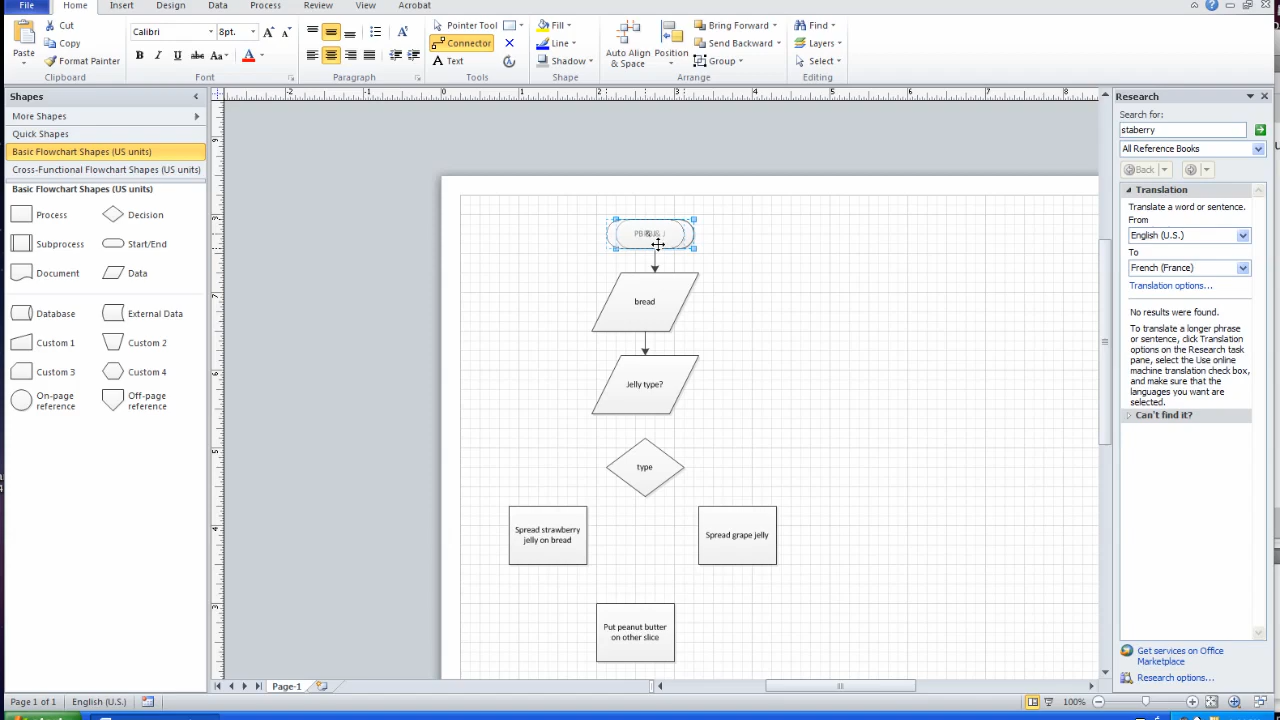 File Home Insert Design Data Process Review View Acrobat
Cut
Copy
Paste
Format Painter
Clipboard
Calibri 8pt.
Font
Paragraph
Pointer Tool
Connector
Text
Tools
Fill
Line
Shadow
Shape
Auto Align
& Space
Position
Bring Forward
Send Backward
Group
Arrange
Find
Layers
Select
Editing
Shapes
More Shapes
Quick Shapes
Basic Flowchart Shapes (US units)
Cross-Functional Flowchart Shapes (US units)
Basic Flowchart Shapes (US units)
Process Decision
Subprocess Start/End
Document Data
Database External Data
Custom 1 Custom 2
Custom 3 Custom 4
On-page
reference
Off-page
reference
bread
Jelly type?
type
Spread strawberry
jelly on bread
Spread grape jelly
Put peanut butter
on other slice
Research
Search for:
staberry
All Reference Books
Back
Translation
Translate a word or sentence.
From
English (U.S.)
To
French (France)
Translation options...
No results were found.
To translate a longer phrase
or sentence, click Translation
options on the Research task
pane, select the Use online
machine translation check box,
and make sure that the
languages you want are
selected.
Can't find it?
Get services on Office
Marketplace
Research options...
Page-1
Page 1 of 1 English (U.S.) 100%